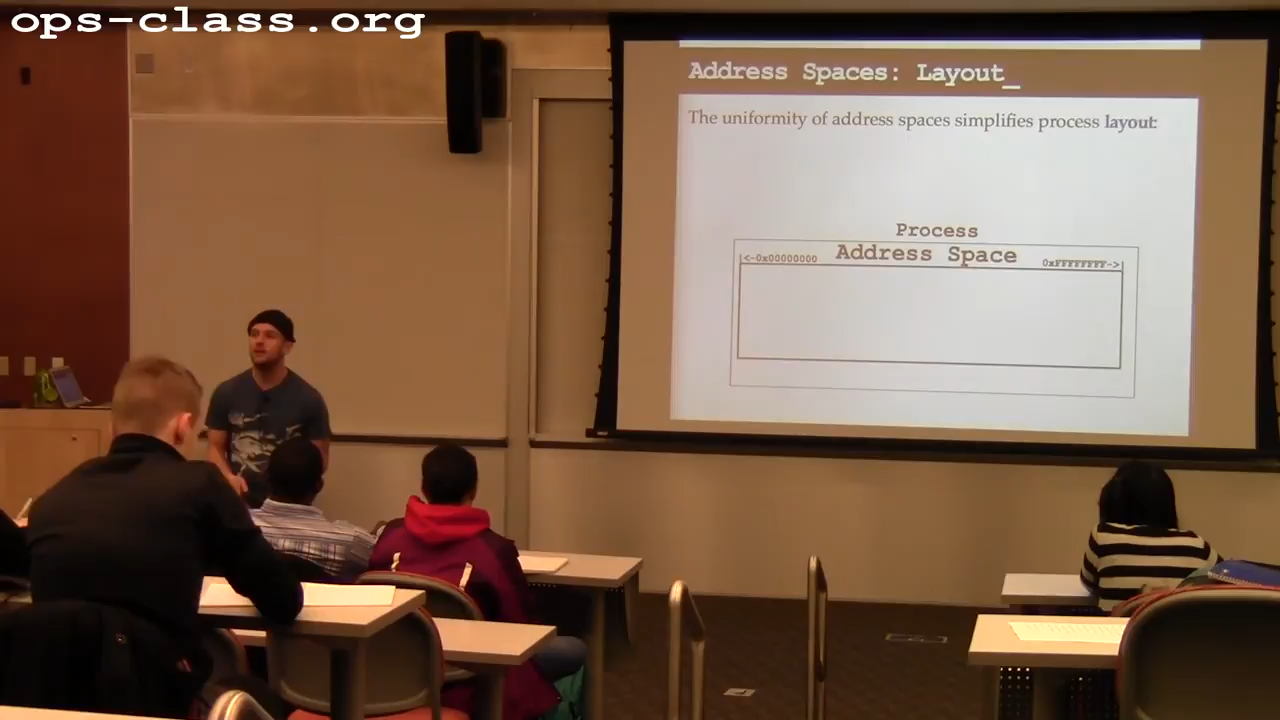 ops-class.org
Address Spaces: Layout_
The uniformity of address spaces simplifies process layout:
Process
Address Space
|<-0x00000000
0xFFFFFFFF->|